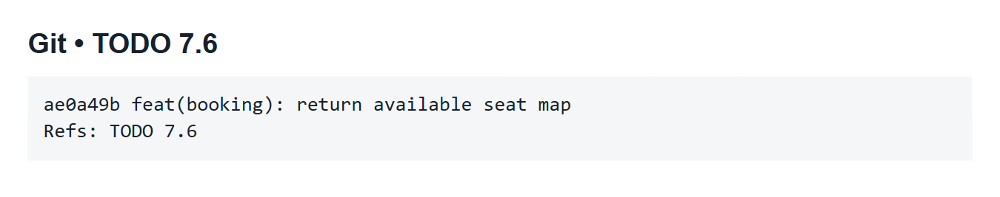 Git • TODO 7.6
ae0a49b feat(booking): return available seat map
Refs: TODO 7.6